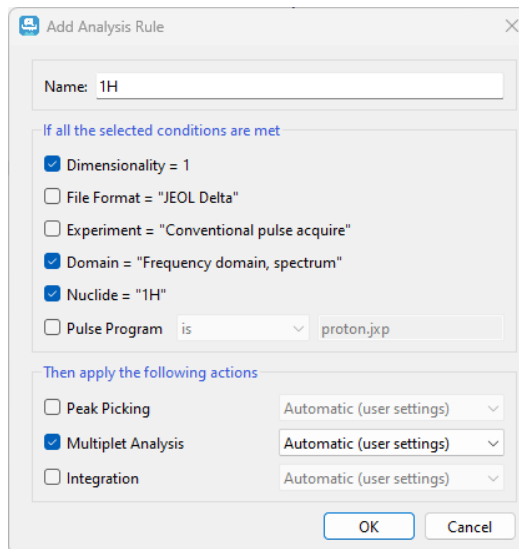 Add Analysis Rule
Name: 1H
If all the selected conditions are met
Dimensionality = 1
File Format = "JEOL Delta"
Experiment = "Conventional pulse acquire"
Domain = "Frequency domain, spectrum"
Nuclide = "1H"
Pulse Program is proton.jxp
Then apply the following actions
Peak Picking Automatic (user settings)
Multiplet Analysis Automatic (user settings)
Integration Automatic (user settings)
OK Cancel